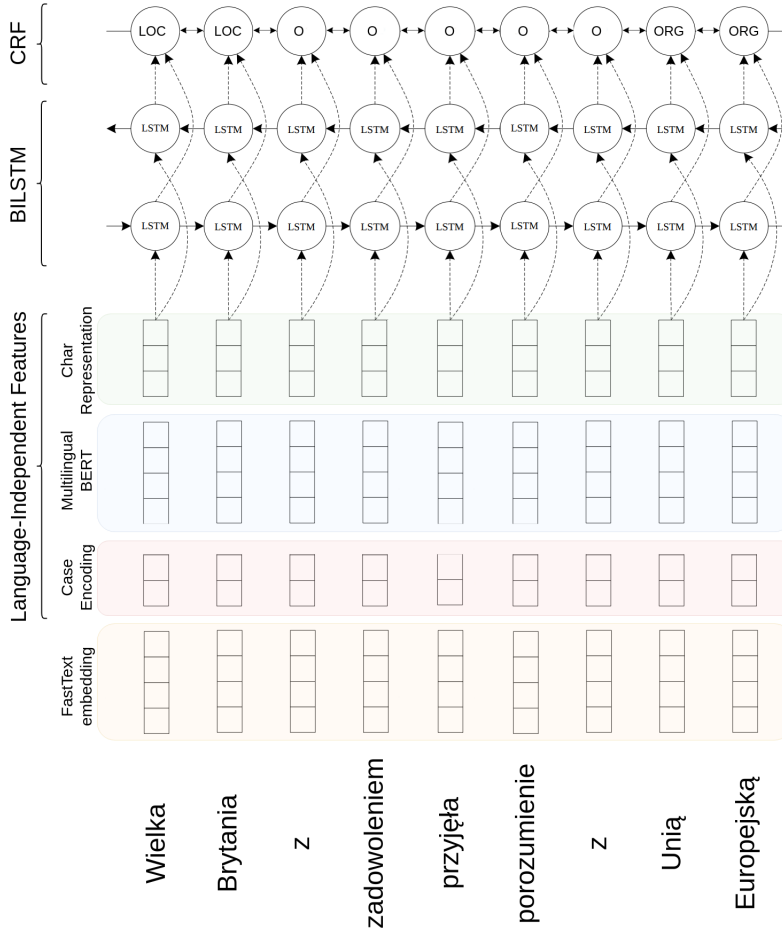 CRF
LOC LOC O O O O O ORG ORG
BILSTM
LSTM LSTM LSTM LSTM LSTM LSTM LSTM LSTM LSTM
LSTM LSTM LSTM LSTM LSTM LSTM LSTM LSTM LSTM
Language-Independent Features
Char
Representation
Multilingual
BERT
Case
Encoding
FastText
embedding
Wielka
Brytania
z
zadowoleniem
przyjęła
porozumienie
z
Unią
Europejską